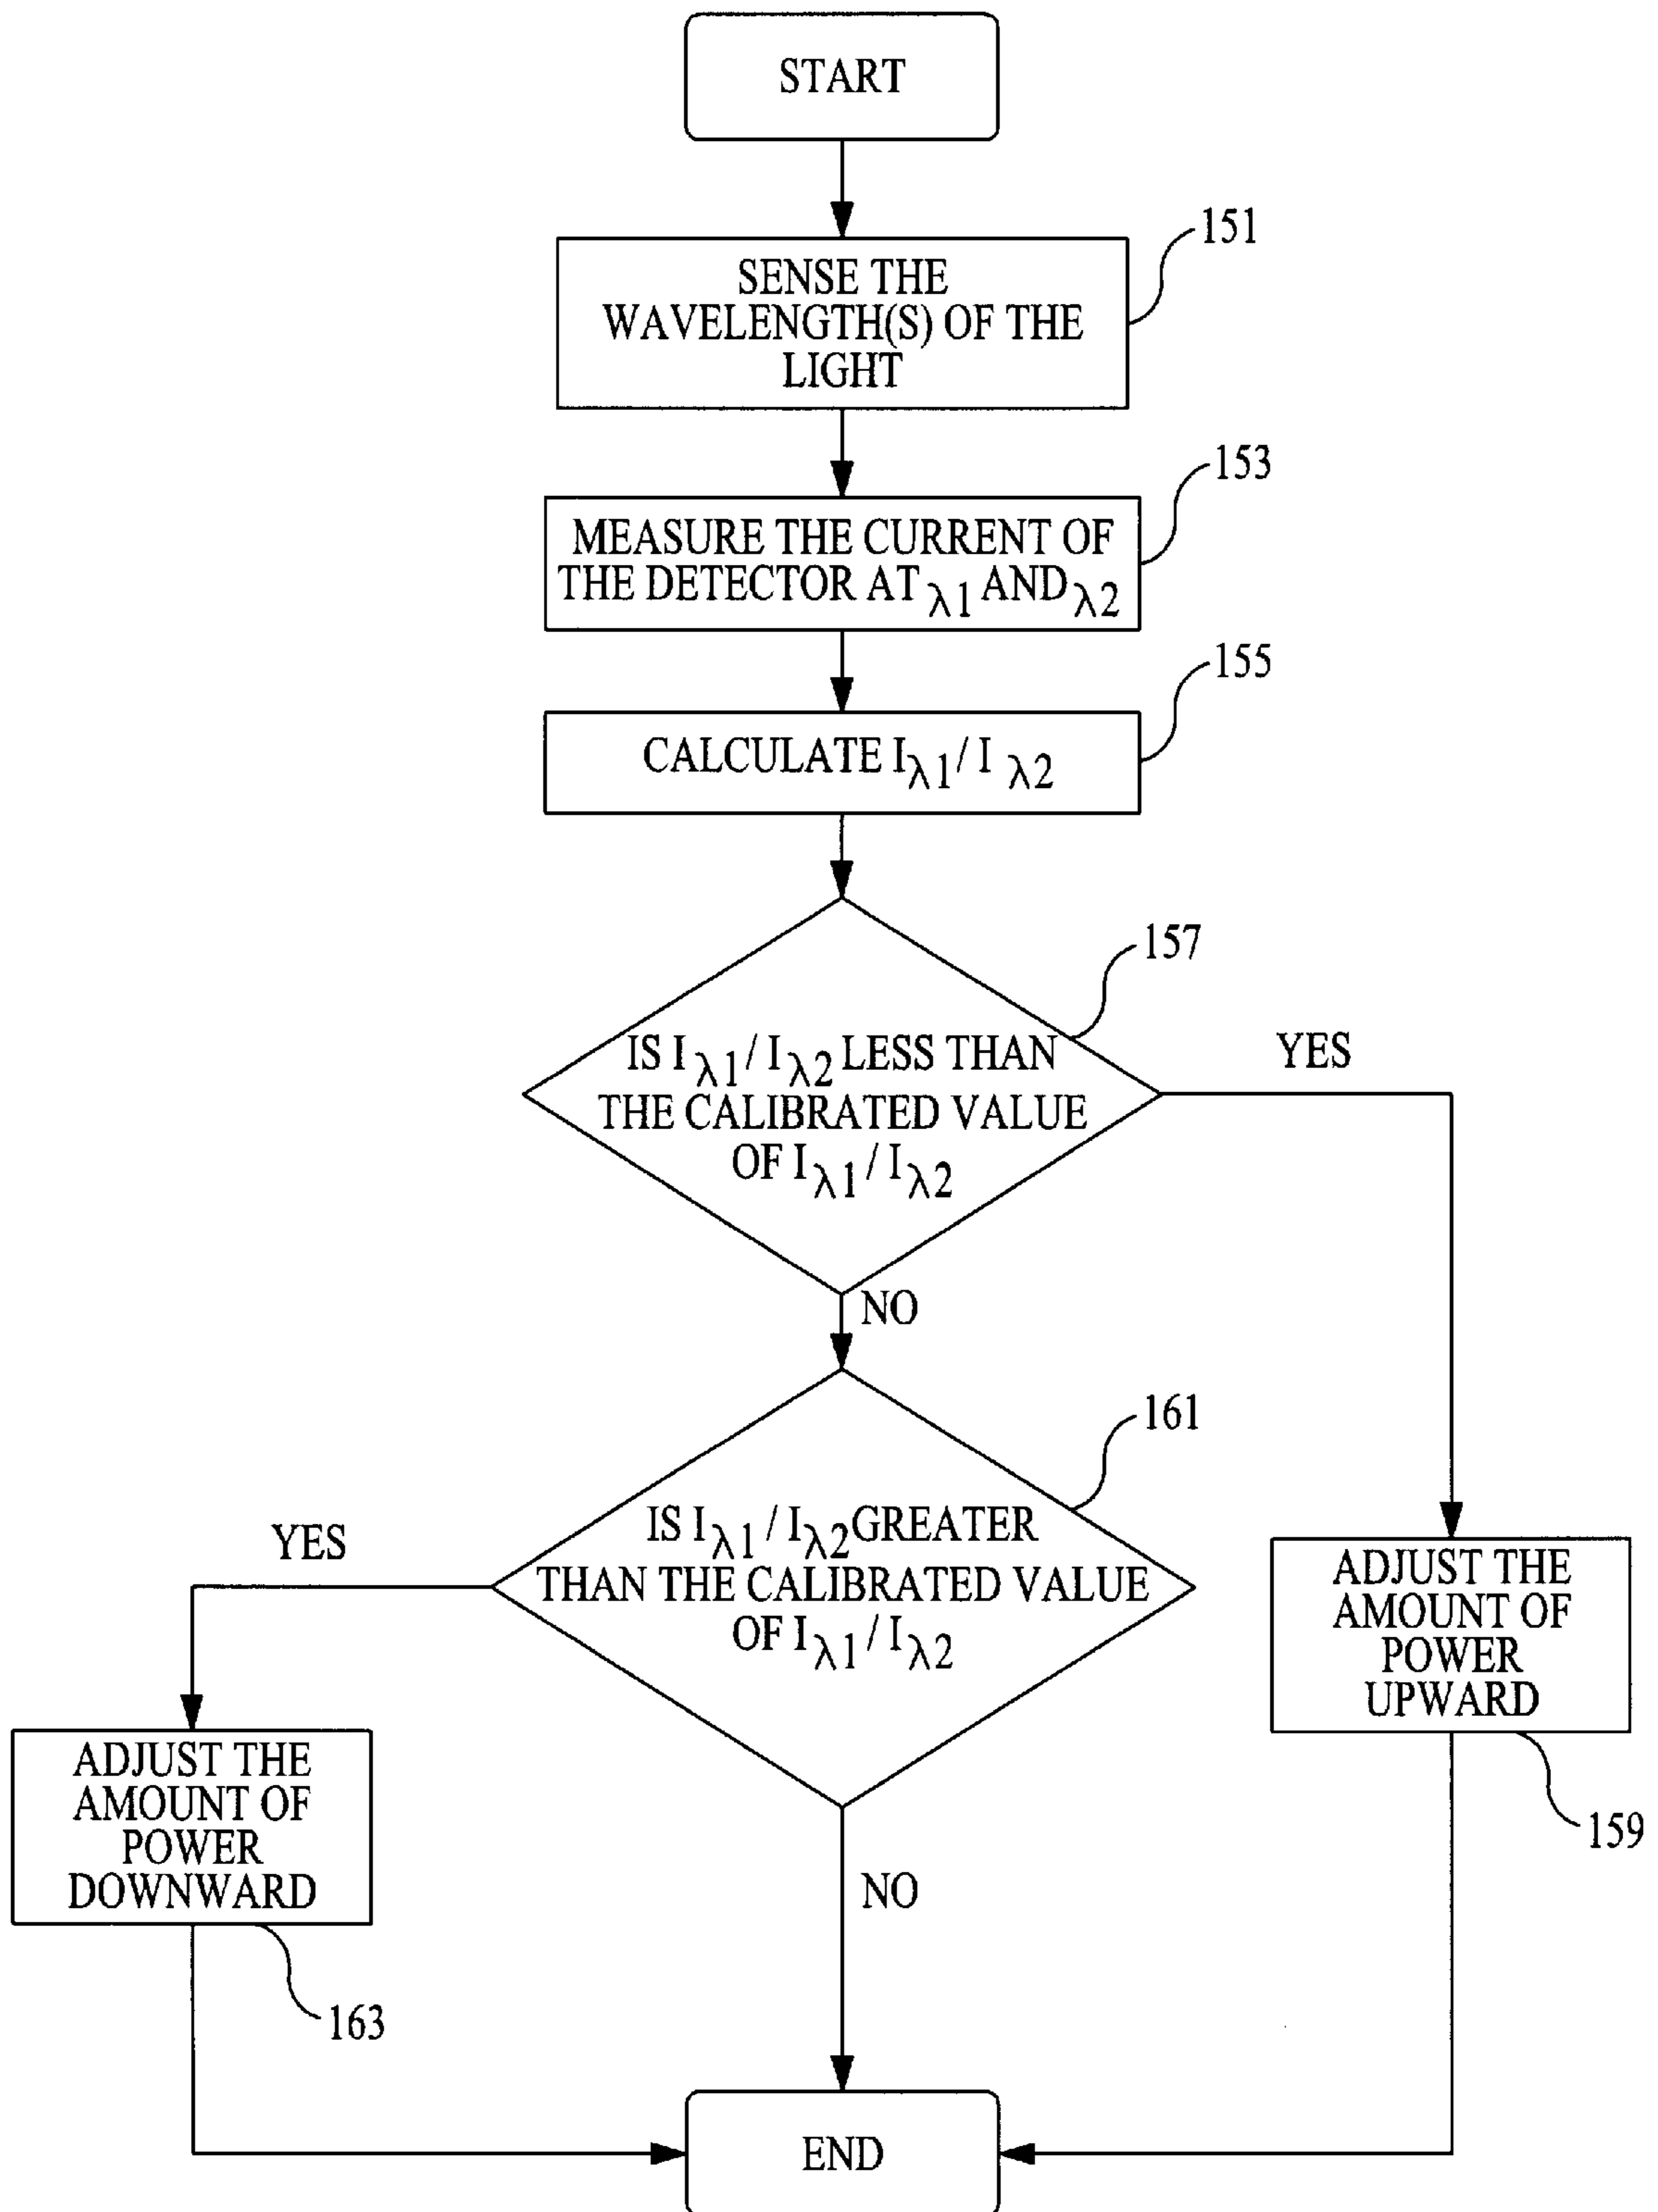 START
151
SENSE THE
WAVELENGTH(S) OF THE
LIGHT
153
MEASURE THE CURRENT OF
THE DETECTOR AT λ1 AND λ2
155
CALCULATE Iλ1/ I λ2
157
IS Iλ1/ Iλ2 LESS THAN
THE CALIBRATED VALUE
OF Iλ1/ Iλ2
YES
NO
161
IS Iλ1/ Iλ2 GREATER
THAN THE CALIBRATED VALUE
OF Iλ1/ Iλ2
YES
ADJUST THE
AMOUNT OF
POWER
UPWARD
159
ADJUST THE
AMOUNT OF
POWER
DOWNWARD
163
NO
END